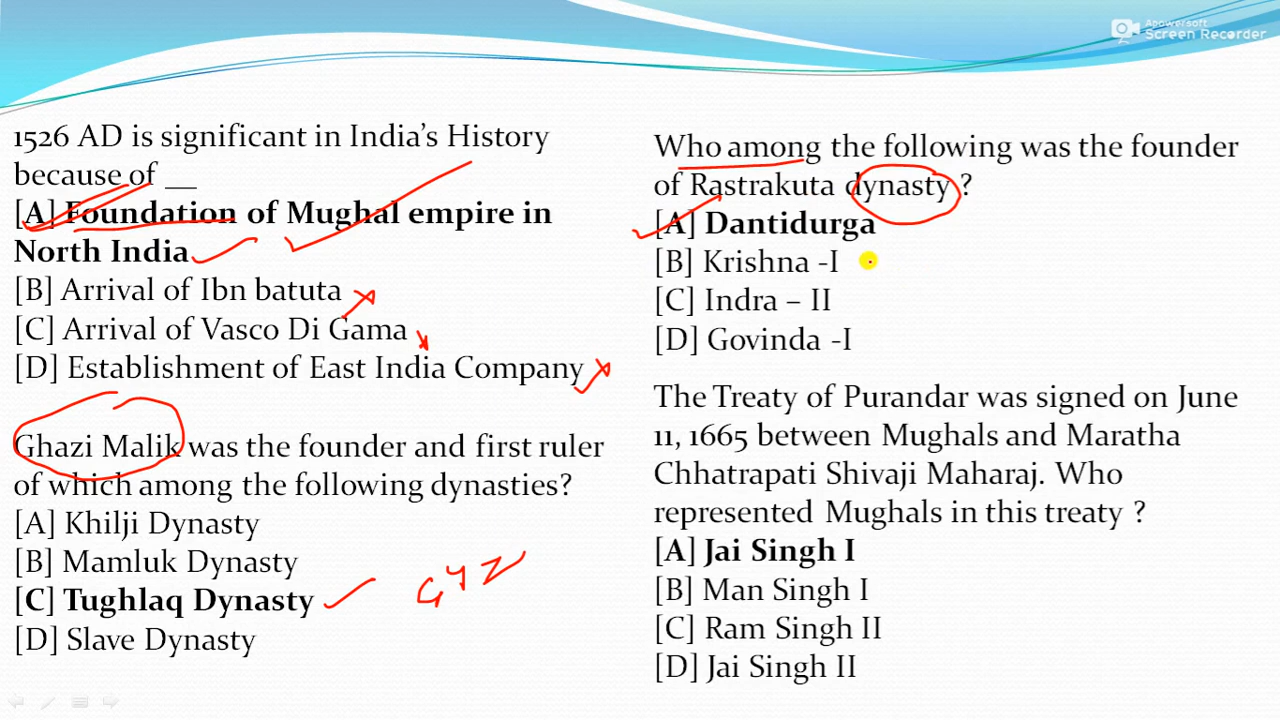 Apowersoft
Screen Recorder
1526 AD is significant in India's History
because of __
[A] Foundation of Mughal empire in
North India
[B] Arrival of Ibn batuta
[C] Arrival of Vasco Di Gama
[D] Establishment of East India Company
Ghazi Malik was the founder and first ruler
of which among the following dynasties?
[A] Khilji Dynasty
[B] Mamluk Dynasty
[C] Tughlaq Dynasty
[D] Slave Dynasty
Who among the following was the founder
of Rastrakuta dynasty ?
[A] Dantidurga
[B] Krishna -I
[C] Indra – II
[D] Govinda -I
The Treaty of Purandar was signed on June
11, 1665 between Mughals and Maratha
Chhatrapati Shivaji Maharaj. Who
represented Mughals in this treaty ?
[A] Jai Singh I
[B] Man Singh I
[C] Ram Singh II
[D] Jai Singh II